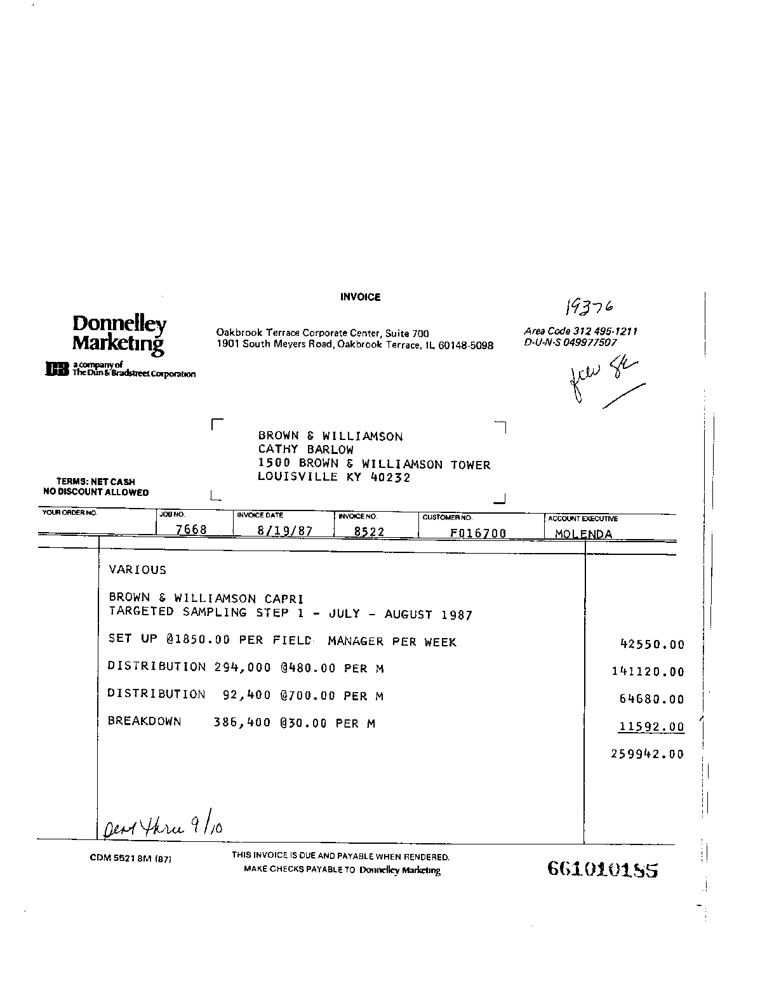 INVOICE
19376
Donnelley
Marketing
Oakbrook Terrace Corporate Center, Suite 700
1901 South Meyers Road, Oakbrook Terrace, IL 60148-5098
Area Code 312 495-1211
D-U-N-S 049977507
a company of
The Dun & Bradstreet Corporation
BROWN & WILLIAMSON
CATHY BARLOW
1500 BROWN & WILLIAMSON TOWER
LOUISVILLE KY 40232
TERMS: NET CASH
NO DISCOUNT ALLOWED
YOUR ORDER NO. JOB NO. INVOICE DATE INVOICE NO. CUSTOMER NO. ACCOUNT EXECUTIVE
7668 8/19/87 8522 F016700 MOLENDA
VARIOUS
BROWN & WILLIAMSON CAPRI
TARGETED SAMPLING STEP 1 - JULY - AUGUST 1987
SET UP @1850.00 PER FIELD MANAGER PER WEEK 42550.00
DISTRIBUTION 294,000 @480.00 PER M 141120.00
DISTRIBUTION 92,400 @700.00 PER M 64680.00
BREAKDOWN 386,400 @30.00 PER M 11592.00
259942.00
thru 9/10
CDM 5521 8M (87)
THIS INVOICE IS DUE AND PAYABLE WHEN RENDERED.
MAKE CHECKS PAYABLE TO Donnelley Marketing
661010185